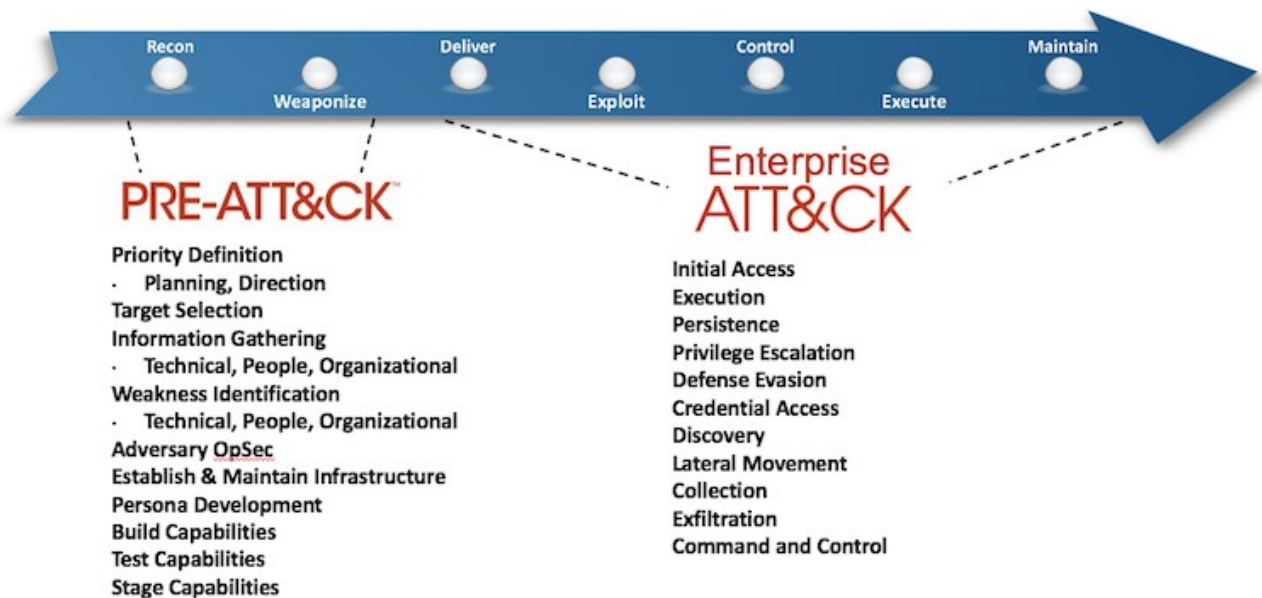 Recon
Weaponize
Deliver
Exploit
Control
Execute
Maintain
PRE-ATT&CK™
Priority Definition
· Planning, Direction
Target Selection
Information Gathering
· Technical, People, Organizational
Weakness Identification
· Technical, People, Organizational
Adversary OpSec
Establish & Maintain Infrastructure
Persona Development
Build Capabilities
Test Capabilities
Stage Capabilities
Enterprise
ATT&CK
Initial Access
Execution
Persistence
Privilege Escalation
Defense Evasion
Credential Access
Discovery
Lateral Movement
Collection
Exfiltration
Command and Control